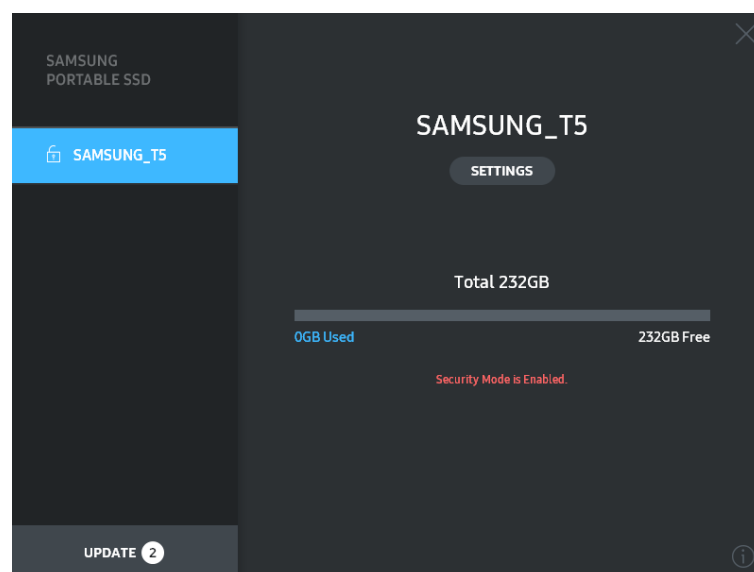 SAMSUNG
PORTABLE SSD
SAMSUNG_T5
UPDATE 2
SAMSUNG_T5
SETTINGS
Total 232GB
0GB Used
232GB Free
Security Mode is Enabled.